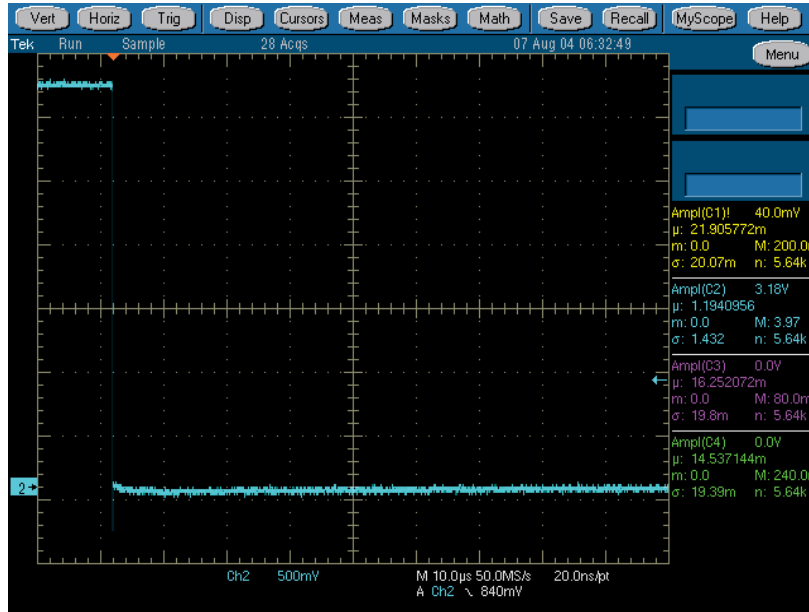 Vert Horiz Trig Disp Cursors Meas Masks Math Save Recall MyScope Help
Tek Run Sample 28 Acqs 07 Aug 04 06:32:49
Menu
Ampl(C1)! 40.0mV
µ: 21.905772m
m: 0.0 M: 200.0
σ: 20.07m n: 5.64k
Ampl(C2) 3.18V
µ: 1.1940956
m: 0.0 M: 3.97
σ: 1.432 n: 5.64k
Ampl(C3) 0.0V
µ: 16.252072m
m: 0.0 M: 80.0m
σ: 19.8m n: 5.64k
Ampl(C4) 0.0V
µ: 14.537144m
m: 0.0 M: 240.0
σ: 19.39m n: 5.64k
2
Ch2 500mV M 10.0µs 50.0MS/s 20.0ns/pt
A Ch2 \ 840mV